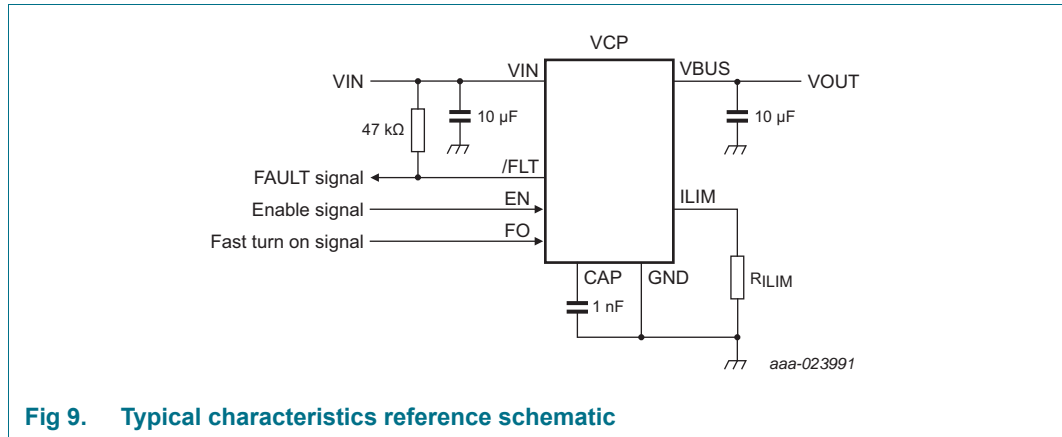 VCP
VIN
VIN
VBUS
VOUT
47 kΩ
10 μF
10 μF
/FLT
FAULT signal
EN
Enable signal
ILIM
FO
Fast turn on signal
CAP
GND
RILIM
1 nF
aaa-023991
Fig 9. Typical characteristics reference schematic